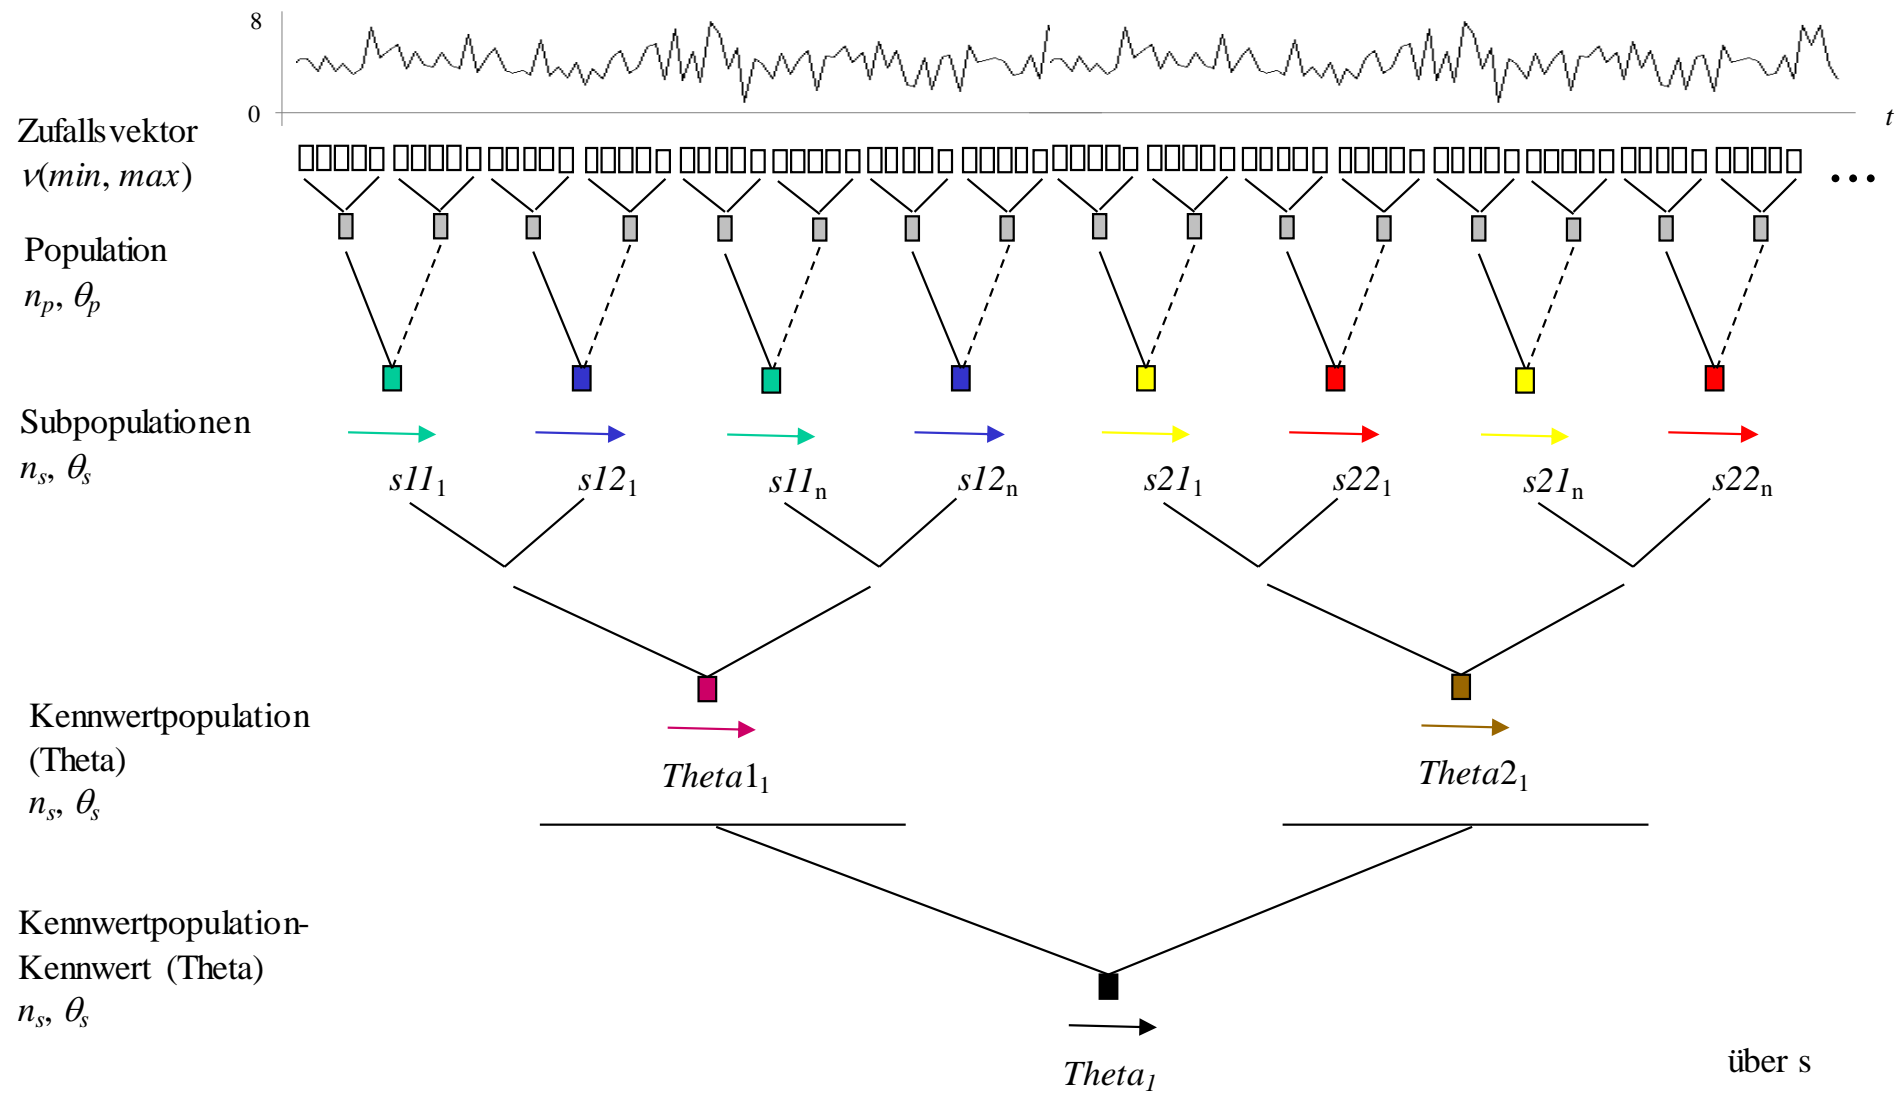 8
0
t
Zufallsvektor
v(min, max)
...
Population
nₚ, θₚ
Subpopulationen
nₛ, θₛ
s11₁ s12₁ s11ₙ s12ₙ s21₁ s22₁ s21ₙ s22ₙ
Kennwertpopulation
(Theta)
nₛ, θₛ
Theta1₁ Theta2₁
Kennwertpopulation-
Kennwert (Theta)
nₛ, θₛ
Theta₁
über s